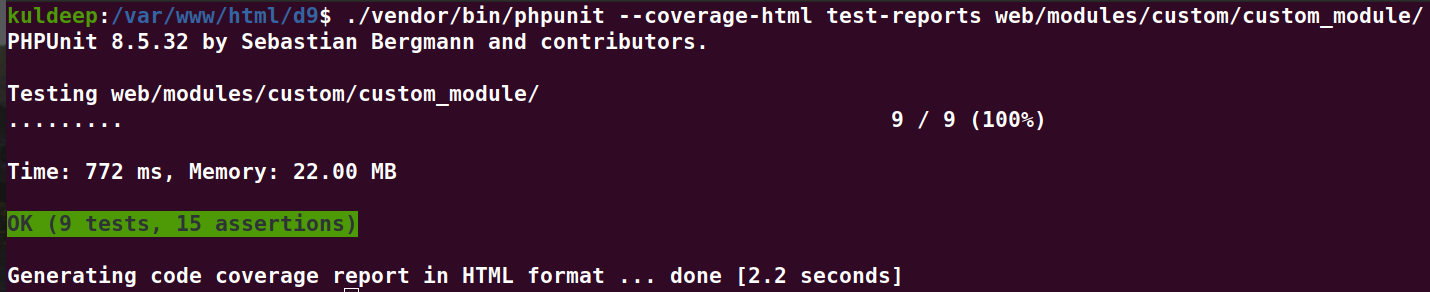 kuldeep:/var/www/html/d9$ ./vendor/bin/phpunit --coverage-html test-reports web/modules/custom/custom_module/
PHPUnit 8.5.32 by Sebastian Bergmann and contributors.
Testing web/modules/custom/custom_module/
......... 9 / 9 (100%)
Time: 772 ms, Memory: 22.00 MB
OK (9 tests, 15 assertions)
Generating code coverage report in HTML format ... done [2.2 seconds]